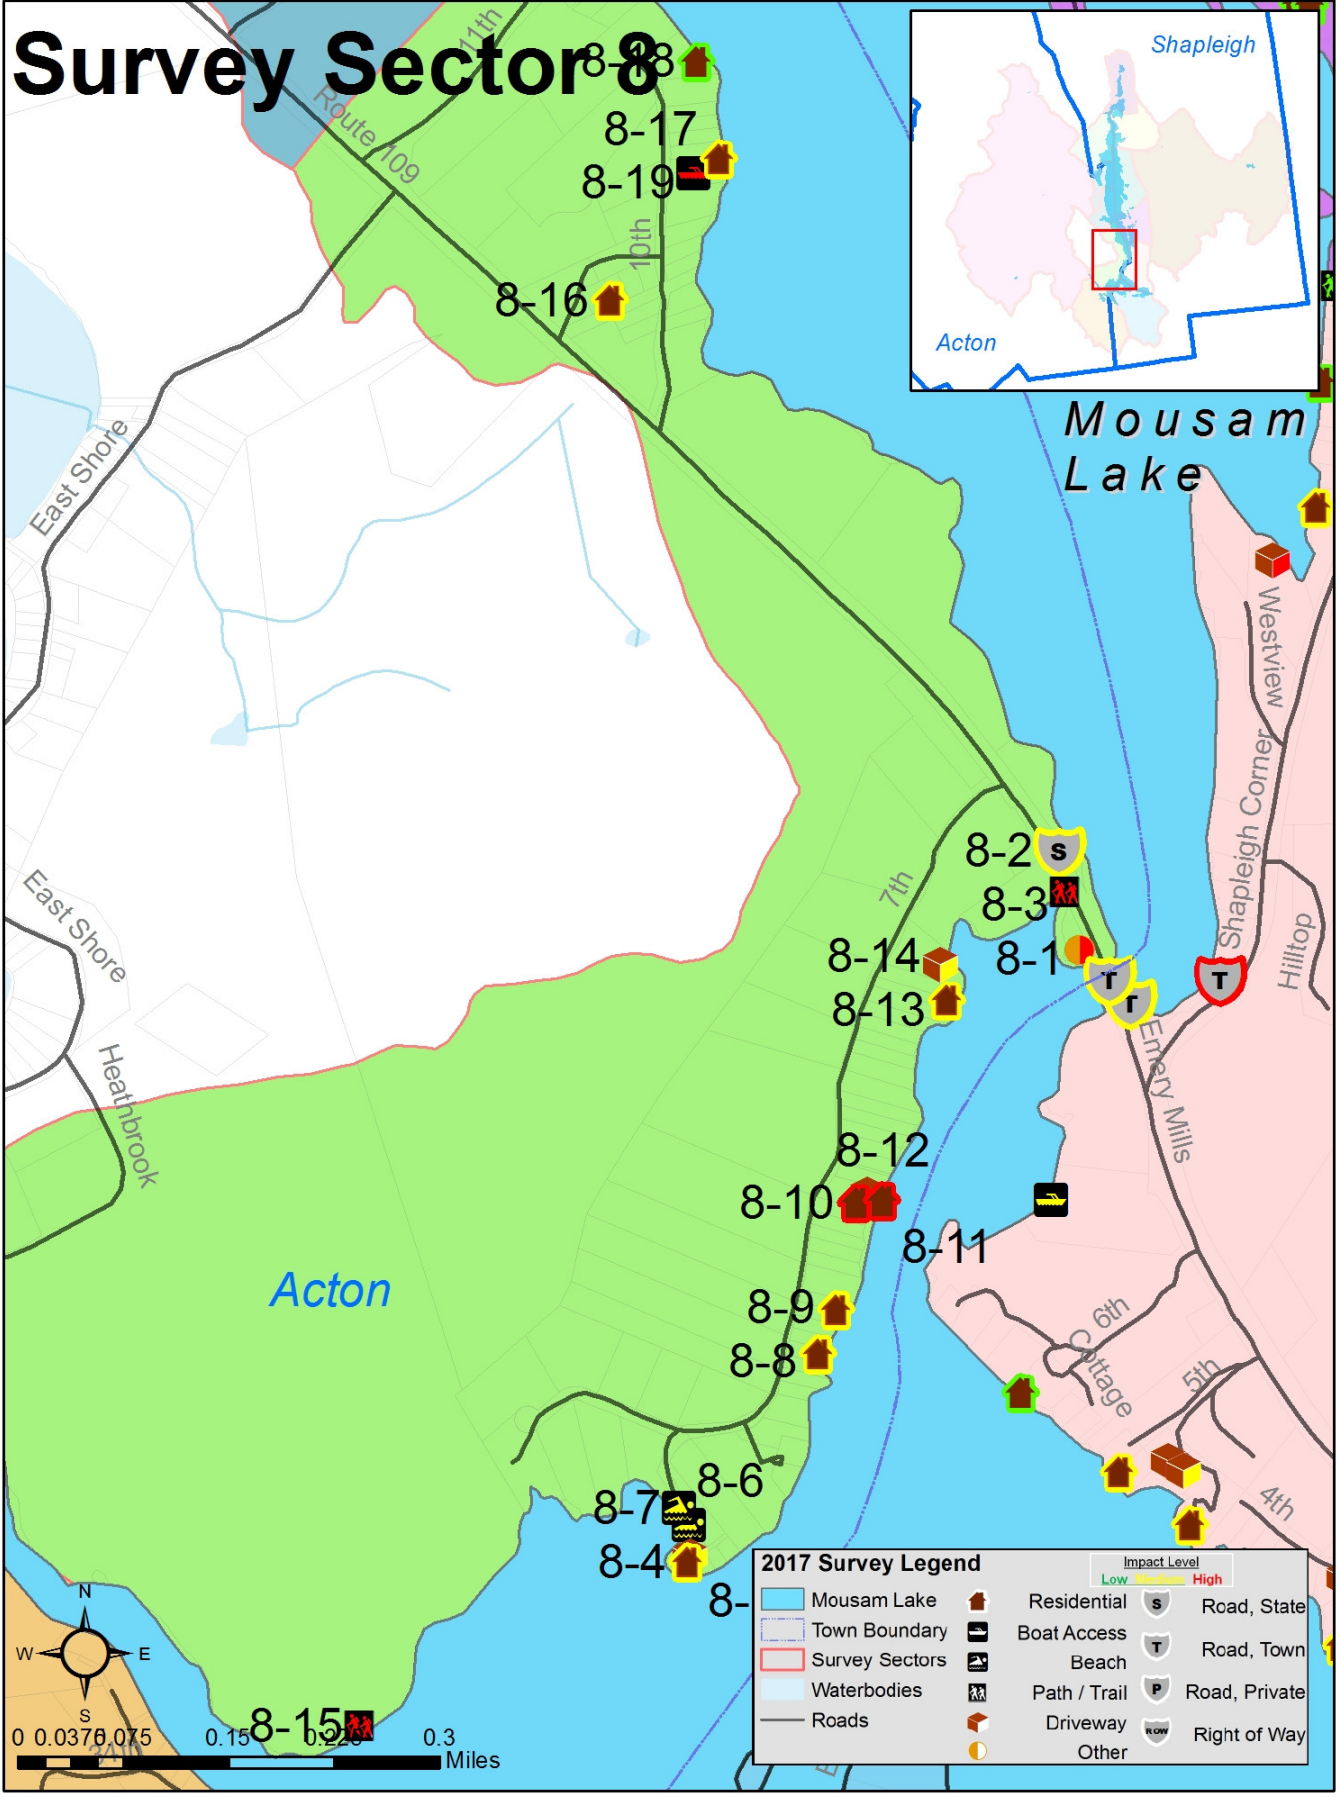 Survey Sector 8
11th
8-18
Shapleigh
Acton
Route 109
8-17
8-19
10th
8-16
Mousam
Lake
East Shore
Westview
Shapleigh Corner
8-2
S
8-3
7th
8-14
8-1
T
T
T
8-13
Hilltop
East Shore
Heathbrook
Emery Mills
8-12
8-10
8-11
Acton
8-9
8-8
6th
Cottage
5th
4th
8-6
8-7
8-4
8-
2017 Survey Legend
Impact Level
Low Medium High
Mousam Lake
Residential
S Road, State
Town Boundary
Boat Access
T Road, Town
Survey Sectors
Beach
Waterbodies
Path / Trail
P Road, Private
Roads
Driveway
ROW Right of Way
Other
N
W E
S
8-15
0 0.0375 0.075 0.15 0.225 0.3
Miles
34th